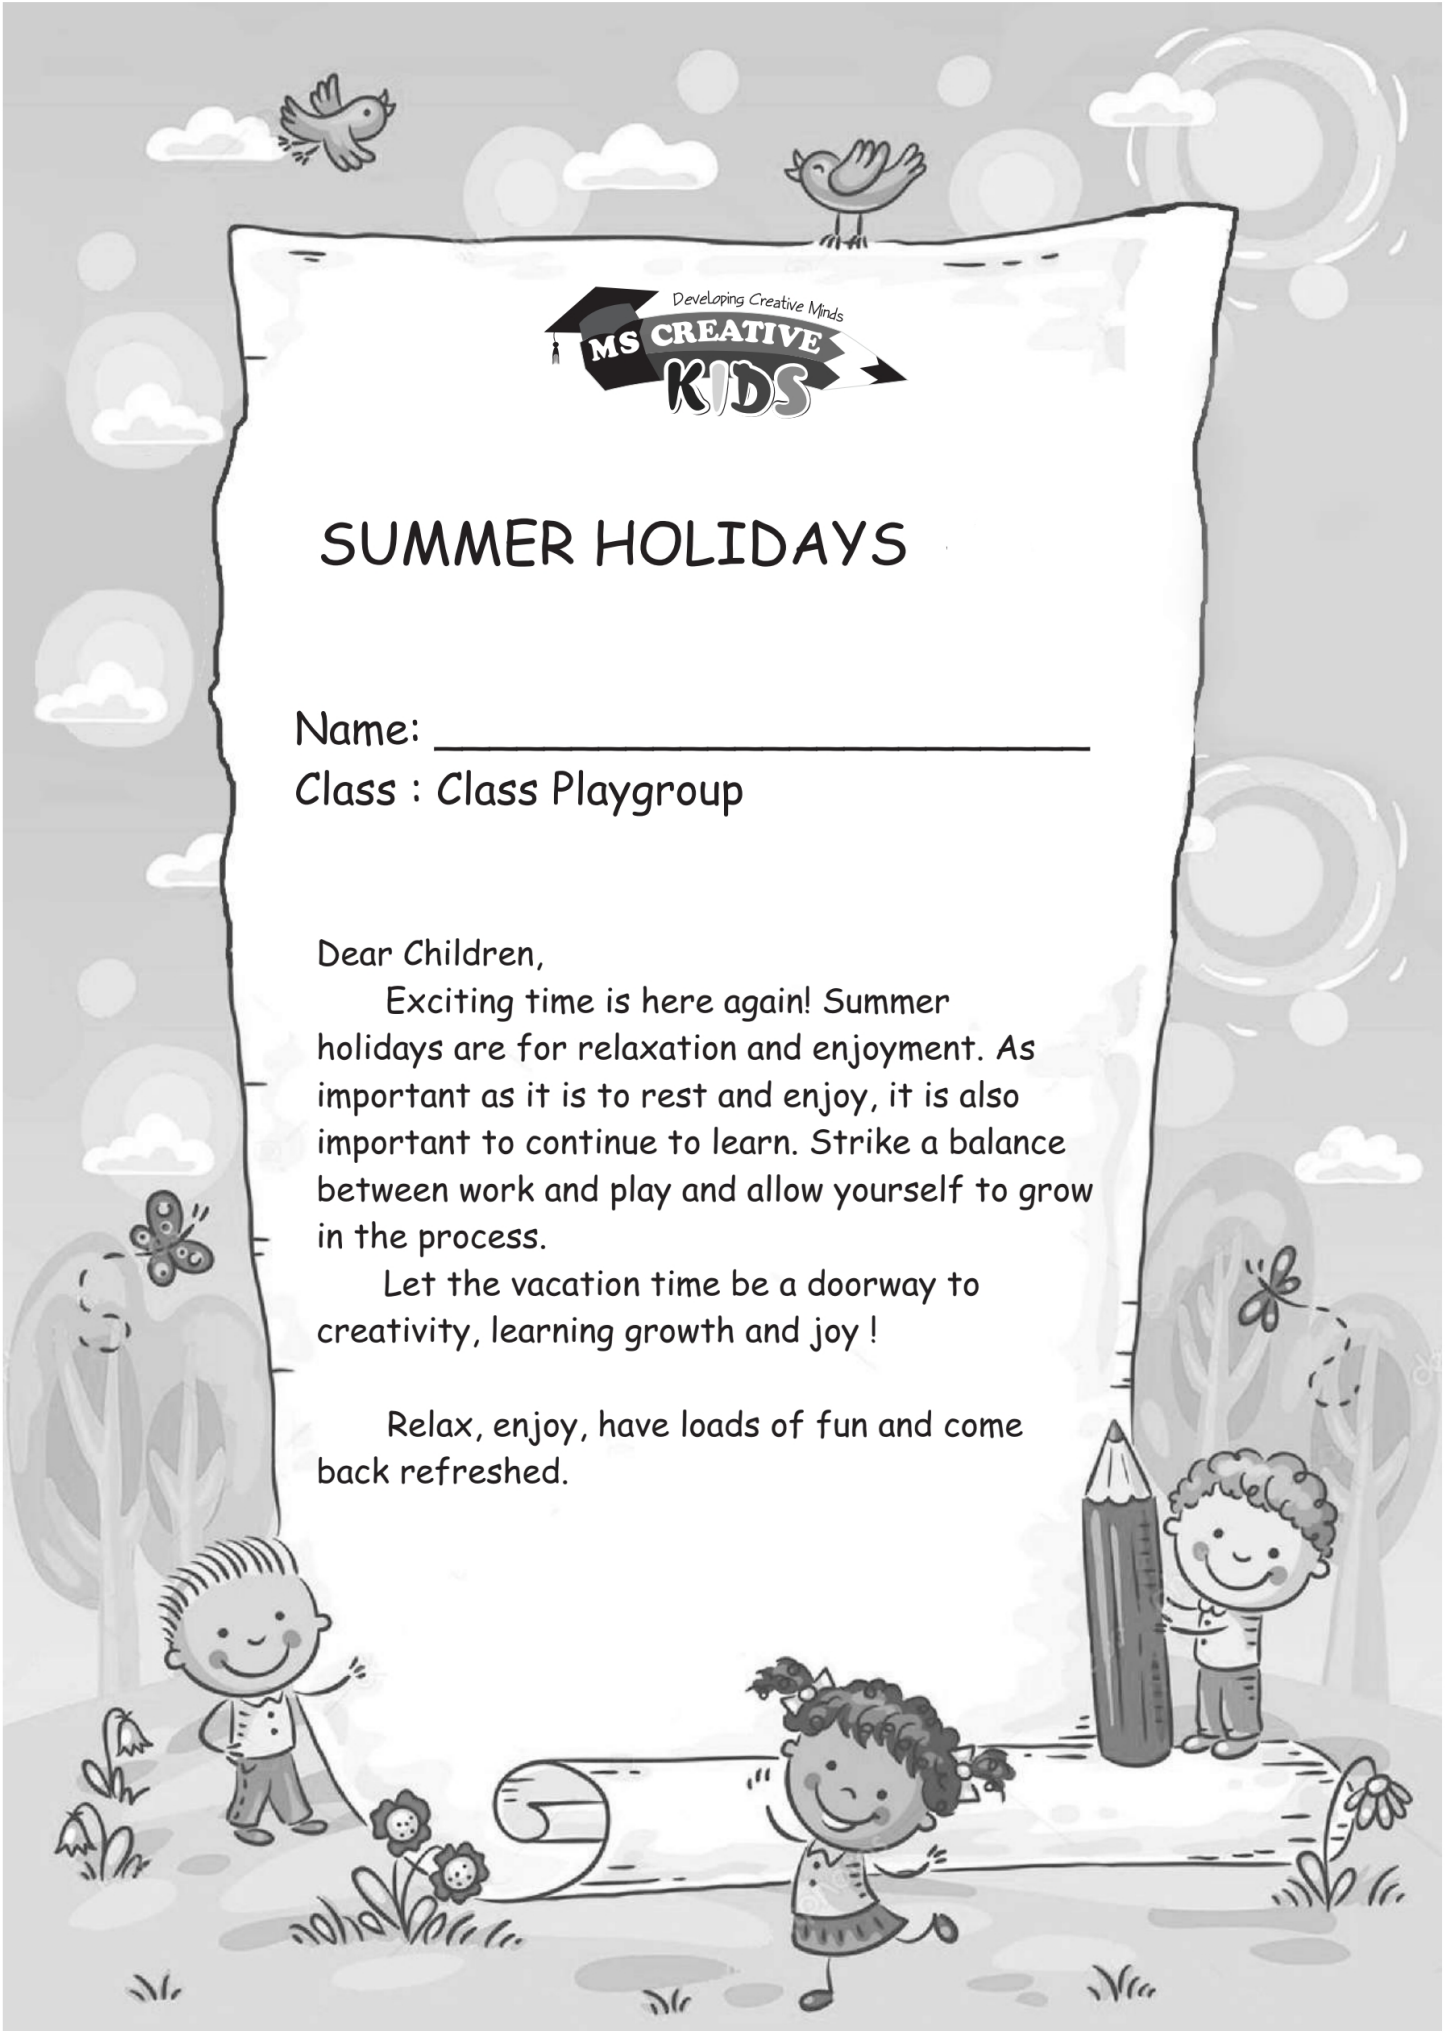 Developing Creative Minds
MS CREATIVE
KIDS
SUMMER HOLIDAYS
Name: ____________________________
Class : Class Playgroup
Dear Children,
Exciting time is here again! Summer
holidays are for relaxation and enjoyment. As
important as it is to rest and enjoy, it is also
important to continue to learn. Strike a balance
between work and play and allow yourself to grow
in the process.
Let the vacation time be a doorway to
creativity, learning growth and joy !
Relax, enjoy, have loads of fun and come
back refreshed.